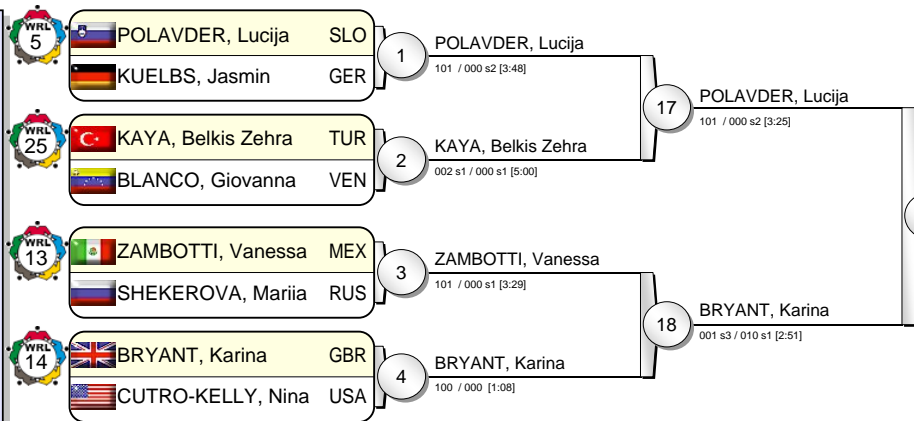 WRL
5
POLAVDER, Lucija SLO
KUELBS, Jasmin GER
1
POLAVDER, Lucija
101 / 000 s2 [3:48]
17
POLAVDER, Lucija
101 / 000 s2 [3:25]
WRL
25
KAYA, Belkis Zehra TUR
BLANCO, Giovanna VEN
2
KAYA, Belkis Zehra
002 s1 / 000 s1 [5:00]
WRL
13
ZAMBOTTI, Vanessa MEX
SHEKEROVA, Mariia RUS
3
ZAMBOTTI, Vanessa
101 / 000 s1 [3:29]
18
BRYANT, Karina
001 s3 / 010 s1 [2:51]
WRL
14
BRYANT, Karina GBR
CUTRO-KELLY, Nina USA
4
BRYANT, Karina
100 / 000 [1:08]